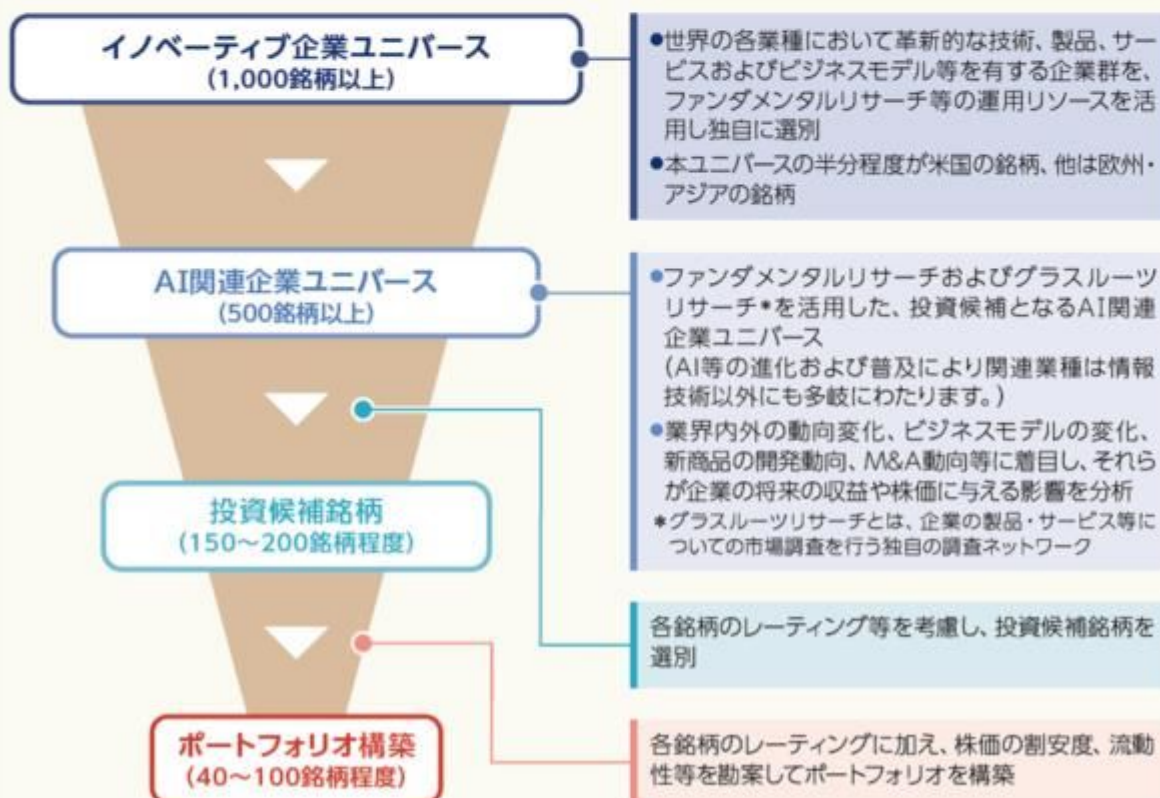 イノベーティブ企業ユニバース
(1,000銘柄以上)
●世界の各業種において革新的な技術、製品、サー
ビスおよびビジネスモデル等を有する企業群を、
ファンダメンタルリサーチ等の運用リソースを活
用し独自に選別
●本ユニバースの半分程度が米国の銘柄、他は欧州・
アジアの銘柄
AI関連企業ユニバース
(500銘柄以上)
●ファンダメンタルリサーチおよびグラスルーツ
リサーチ*を活用した、投資候補となるAI関連
企業ユニバース
(AI等の進化および普及により関連業種は情報
技術以外にも多岐にわたります。)
●業界内外の動向変化、ビジネスモデルの変化、
新商品の開発動向、M&A動向等に着目し、それら
が企業の将来の収益や株価に与える影響を分析
*グラスルーツリサーチとは、企業の製品・サービス等に
ついての市場調査を行う独自の調査ネットワーク
投資候補銘柄
(150〜200銘柄程度)
各銘柄のレーティング等を考慮し、投資候補銘柄を
選別
ポートフォリオ構築
(40〜100銘柄程度)
各銘柄のレーティングに加え、株価の割安度、流動
性等を勘案してポートフォリオを構築